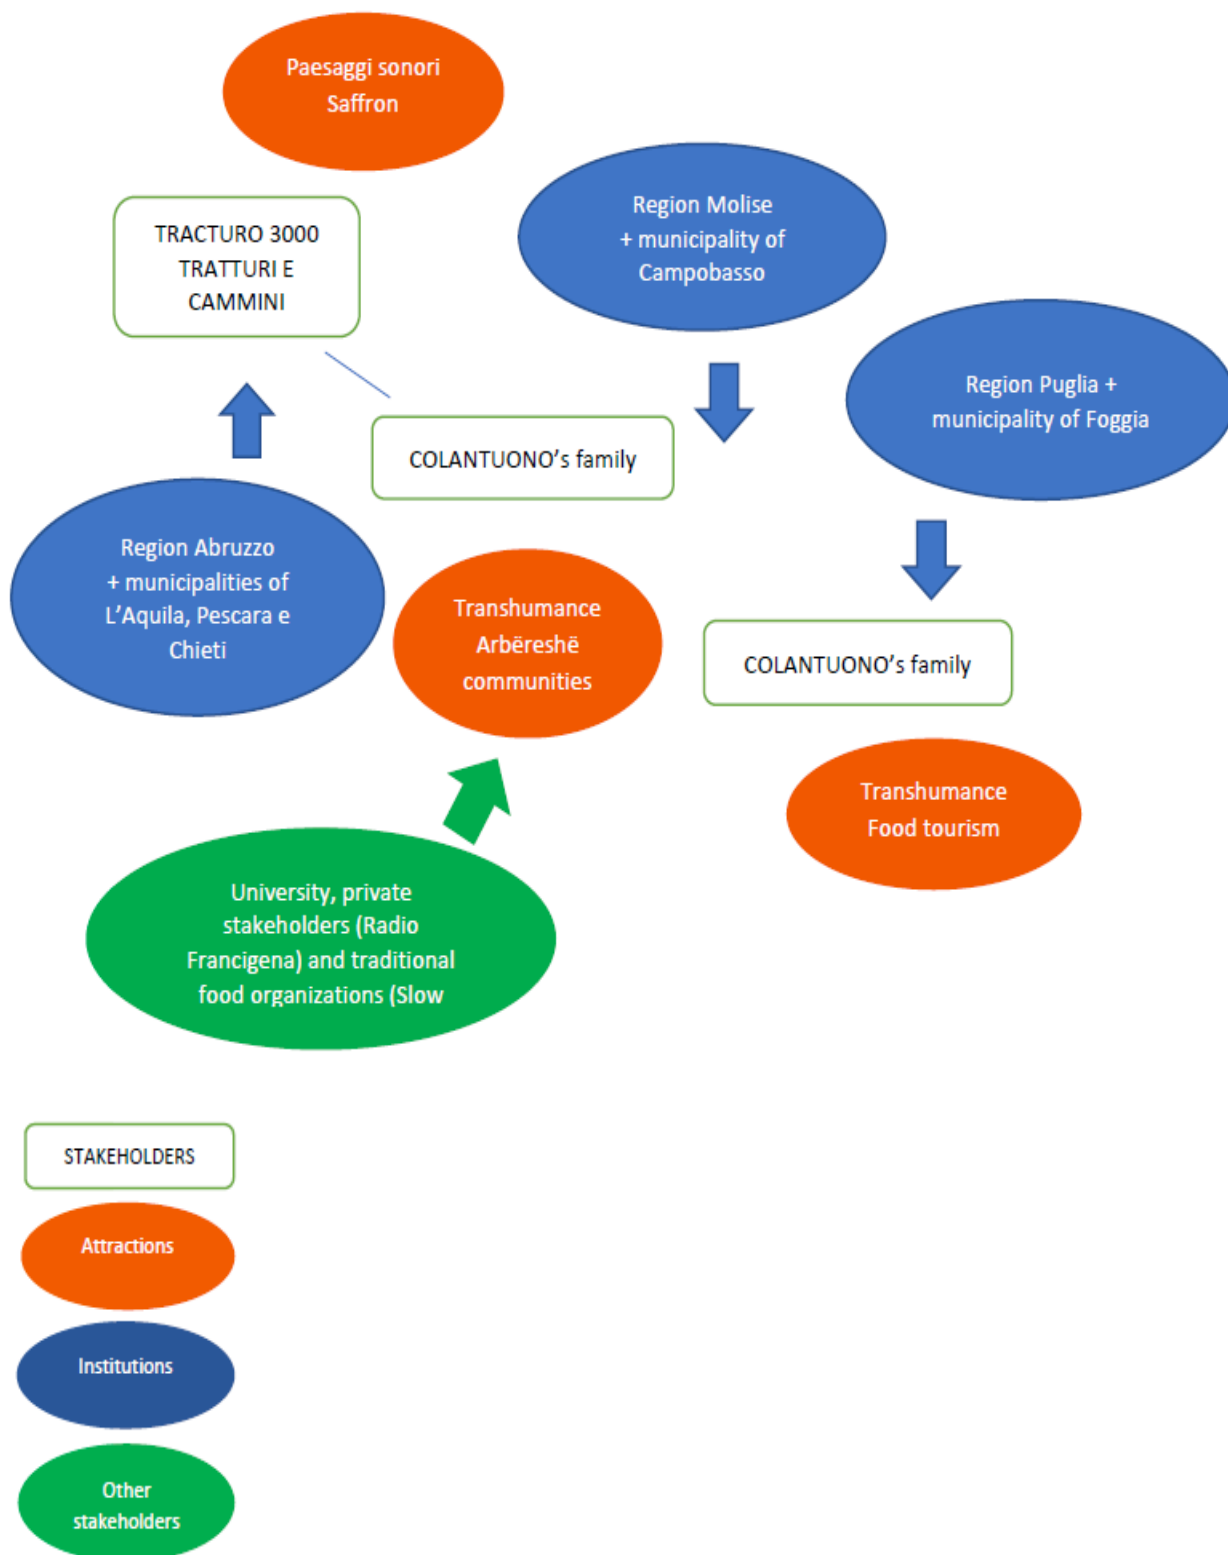 Paesaggi sonori
Saffron
Region Molise
+ municipality of
Campobasso
TRACTURO 3000
TRATTURI E
CAMMINI
Region Puglia +
municipality of Foggia
COLANTUONO's family
Region Abruzzo
+ municipalities of
L'Aquila, Pescara e
Chieti
Transhumance
Arbëreshë
communities
COLANTUONO's family
Transhumance
Food tourism
University, private
stakeholders (Radio
Francigena) and traditional
food organizations (Slow
STAKEHOLDERS
Attractions
Institutions
Other
stakeholders